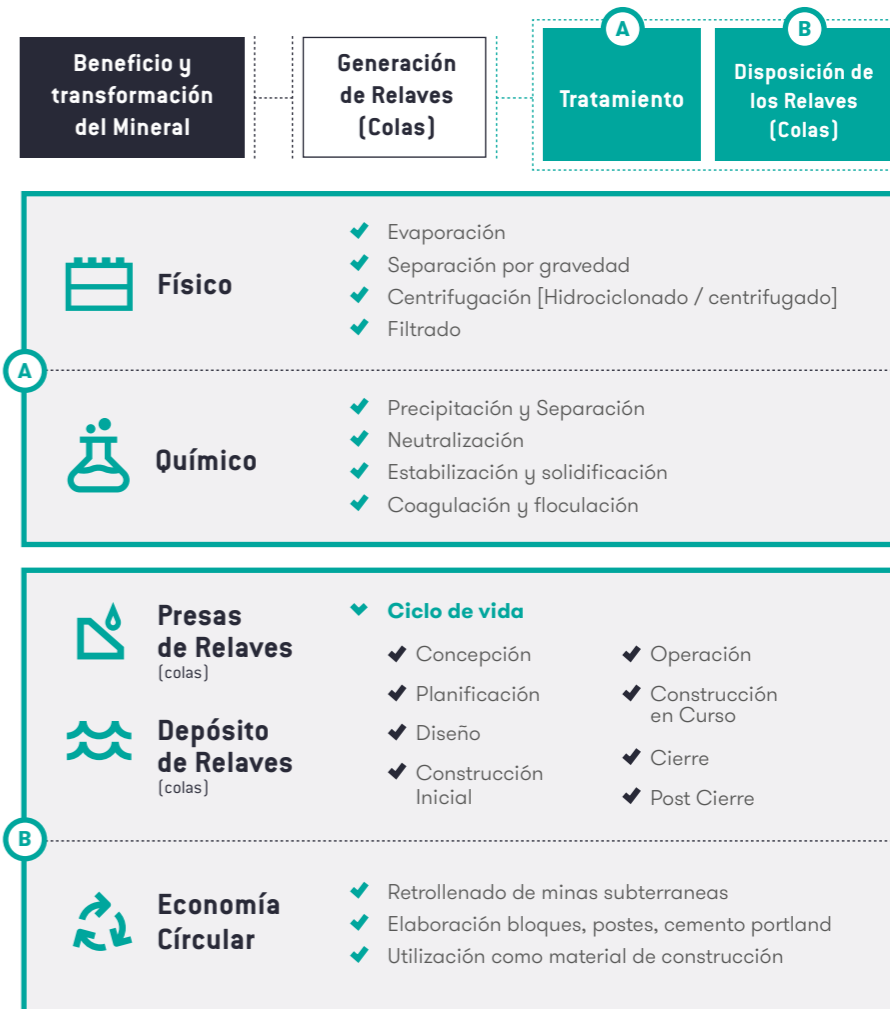 Beneficio y
transformación
del Mineral
Generación
de Relaves
(Colas)
A
Tratamiento
B
Disposición de
los Relaves
(Colas)
A
Físico
Evaporación
Separación por gravedad
Centrifugación [Hidrociclonado / centrifugado]
Filtrado
Químico
Precipitación y Separación
Neutralización
Estabilización y solidificación
Coagulación y floculación
B
Presas
de Relaves
(colas)
Depósito
de Relaves
(colas)
Ciclo de vida
Concepción
Planificación
Diseño
Construcción
Inicial
Operación
Construcción
en Curso
Cierre
Post Cierre
Economía
Círcular
Retrollenado de minas subterraneas
Elaboración bloques, postes, cemento portland
Utilización como material de construcción